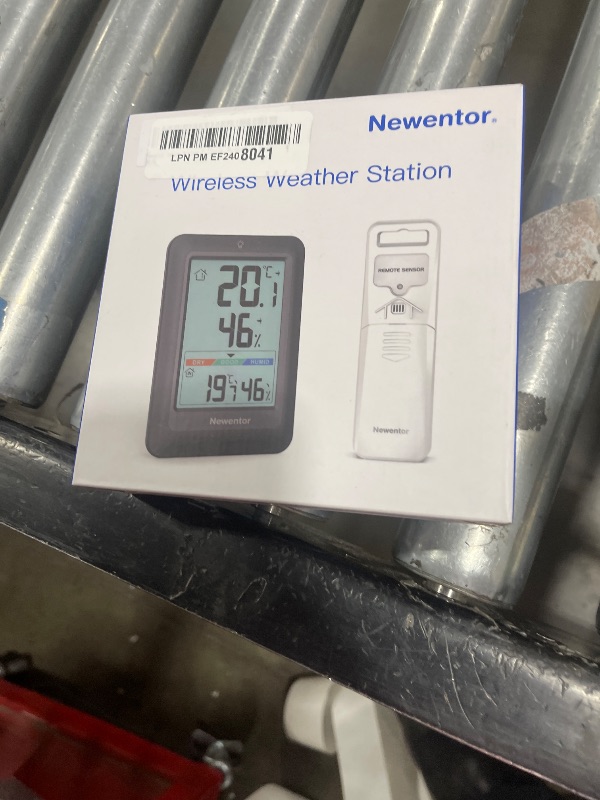 Newentor®
LPN PM EF2408041
Wireless Weather Station
20.1 °C
46%
REMOTE SENSOR
DRY HUMID
19.7 °C 46%
Newentor
Newentor